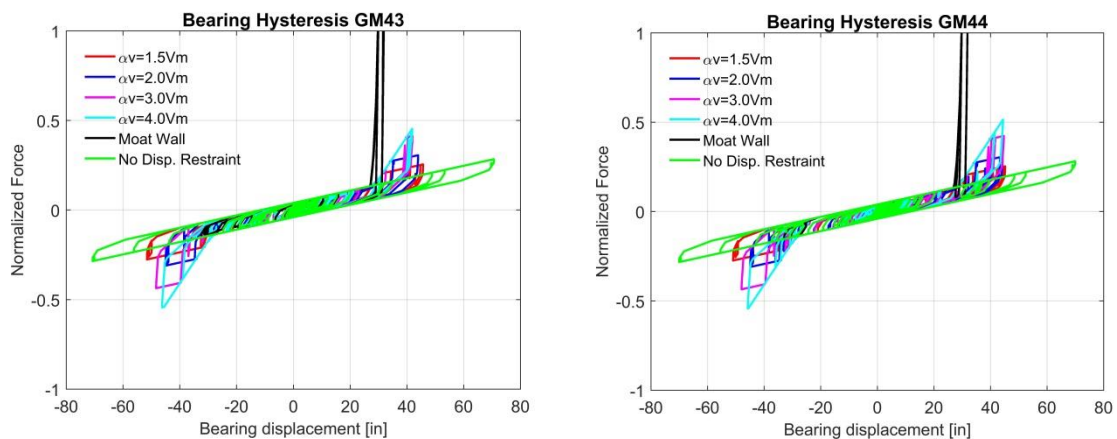 Bearing Hysteresis GM43
1
0.5
0
-0.5
-1
Normalized Force
αv=1.5Vm
αv=2.0Vm
αv=3.0Vm
αv=4.0Vm
Moat Wall
No Disp. Restraint
-80 -60 -40 -20 0 20 40 60 80
Bearing displacement [in]
Bearing Hysteresis GM44
1
0.5
0
-0.5
-1
Normalized Force
αv=1.5Vm
αv=2.0Vm
αv=3.0Vm
αv=4.0Vm
Moat Wall
No Disp. Restraint
-80 -60 -40 -20 0 20 40 60 80
Bearing displacement [in]